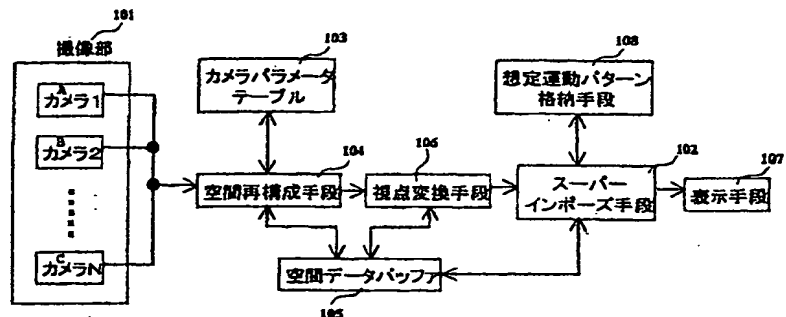 101
撮像部
A
カメラ1
B
カメラ2
C
カメラN
103
カメラパラメータ
テーブル
104
空間再構成手段
106
視点変換手段
105
空間データバッファ
108
想定運動パターン
格納手段
102
スーパー
インポーズ手段
107
表示手段